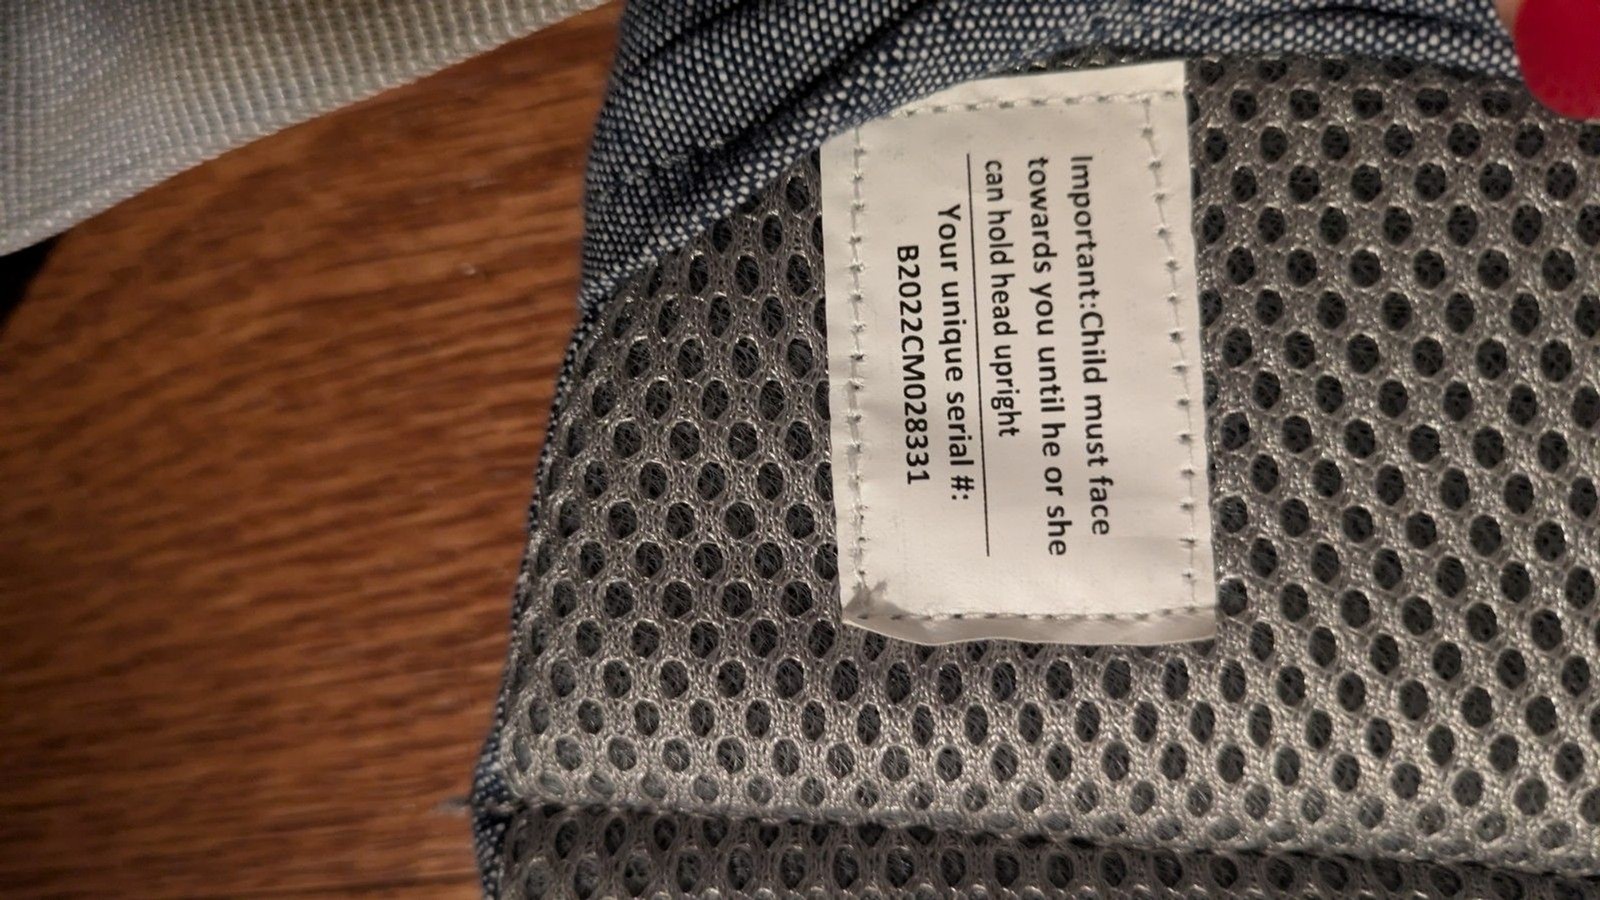 Important:Child must face
towards you until he or she
can hold head upright
Your unique serial #:
B2022CM028331